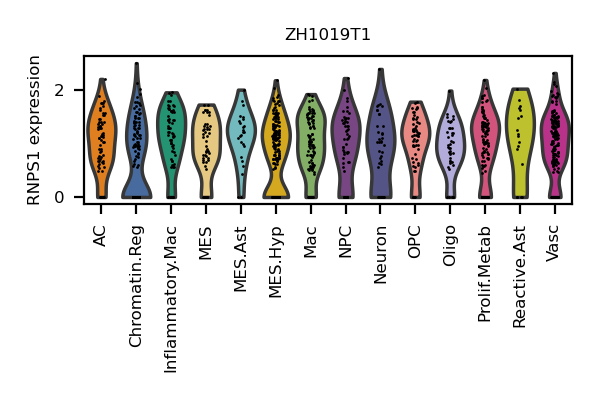 ZH1019T1
RNPS1 expression
2
0
AC
Chromatin.Reg
Inflammatory.Mac
MES
MES.Ast
MES.Hyp
Mac
NPC
Neuron
OPC
Oligo
Prolif.Metab
Reactive.Ast
Vasc